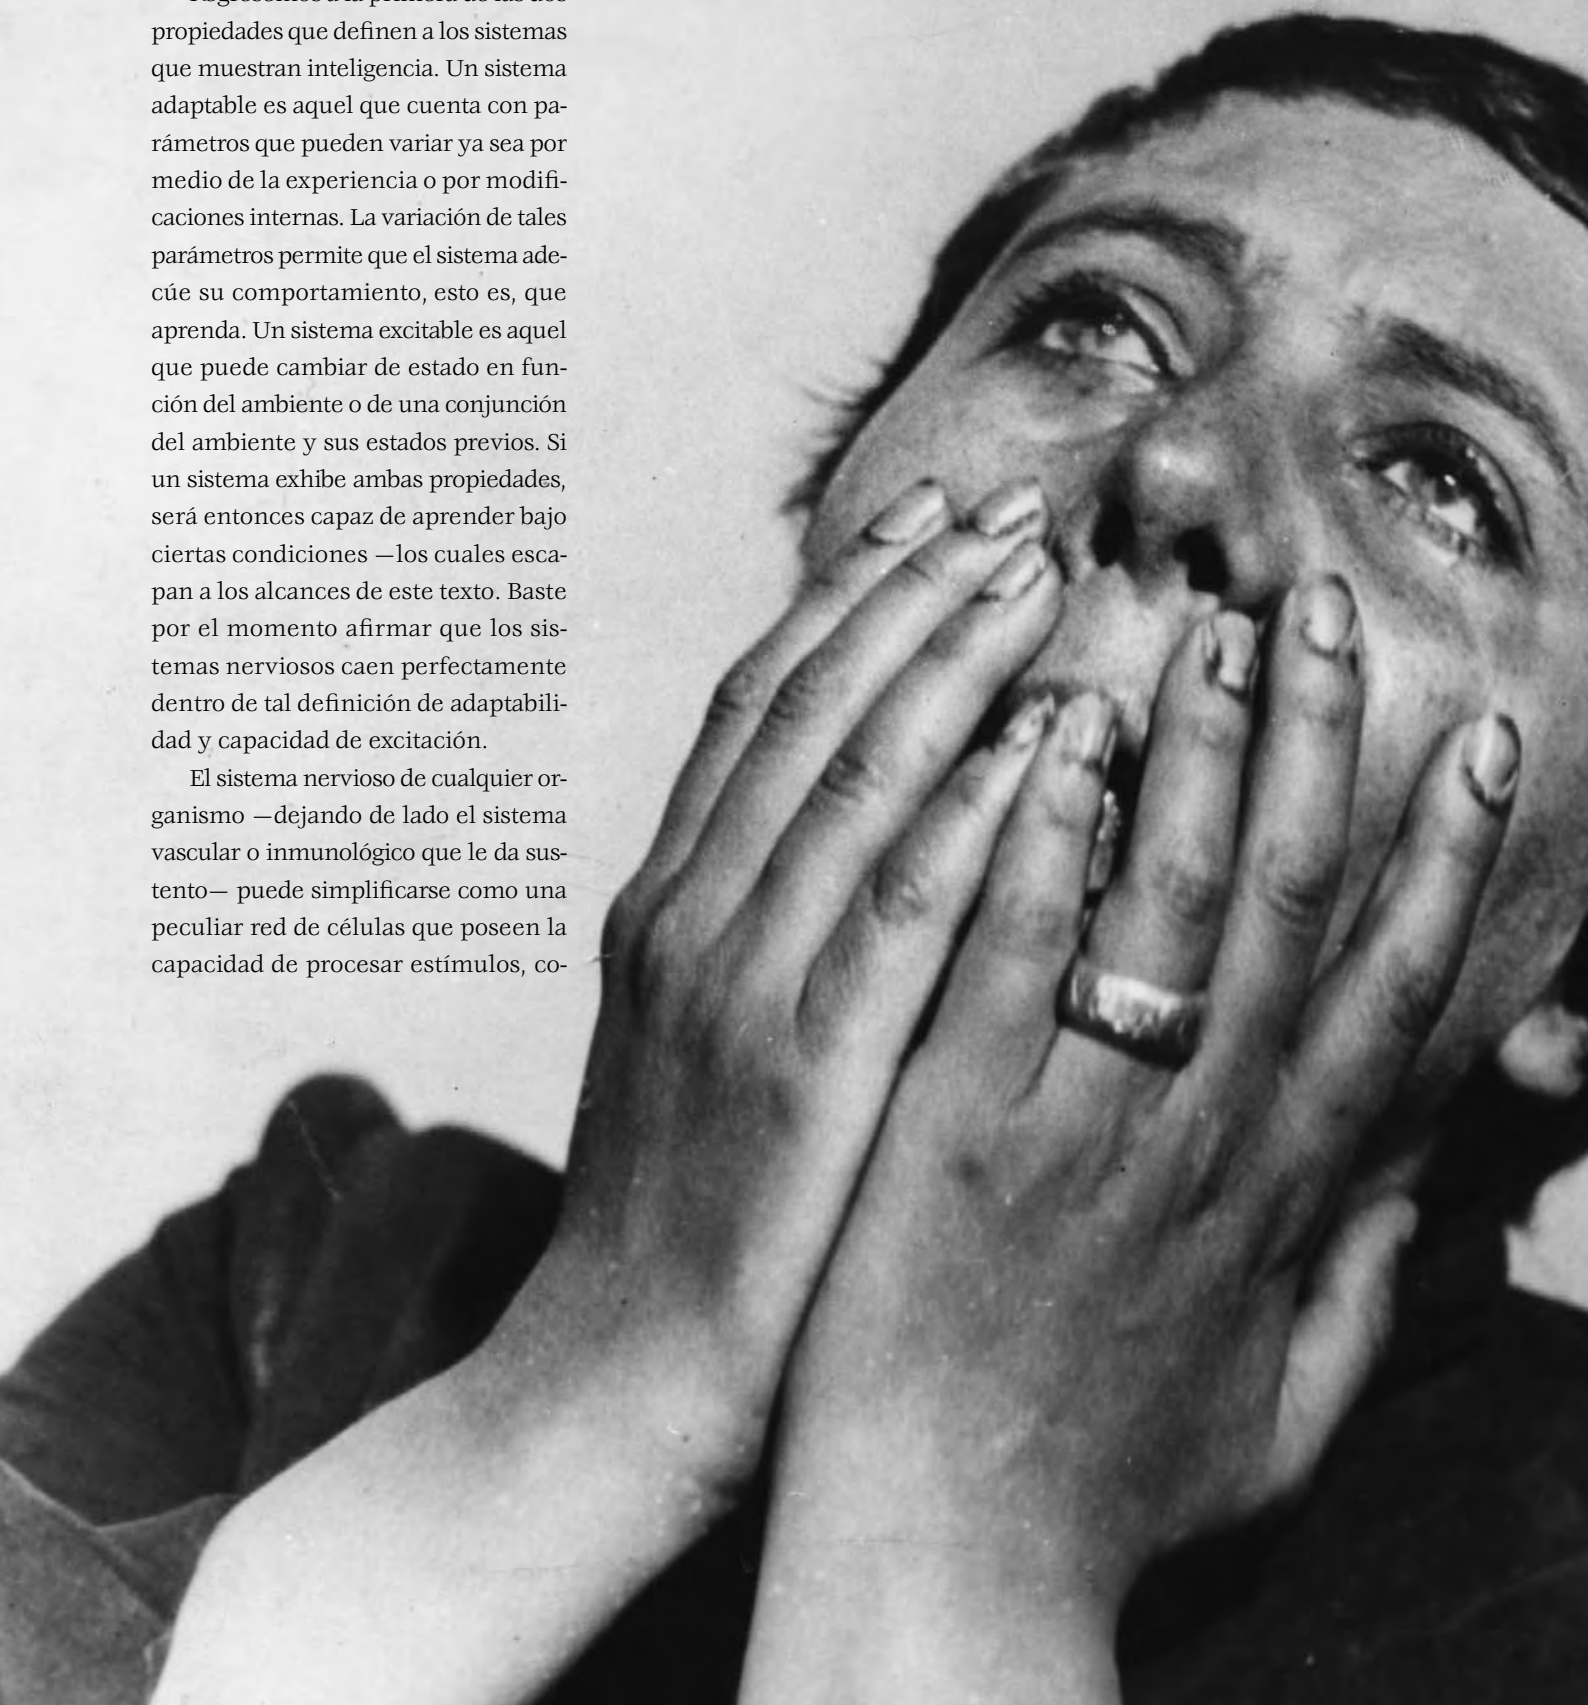 Regresemos a la primera de las dos
propiedades que definen a los sistemas
que muestran inteligencia. Un sistema
adaptable es aquel que cuenta con pa-
rámetros que pueden variar ya sea por
medio de la experiencia o por modifi-
caciones internas. La variación de tales
parámetros permite que el sistema ade-
cúe su comportamiento, esto es, que
aprenda. Un sistema excitable es aquel
que puede cambiar de estado en fun-
ción del ambiente o de una conjunción
del ambiente y sus estados previos. Si
un sistema exhibe ambas propiedades,
será entonces capaz de aprender bajo
ciertas condiciones —los cuales esca-
pan a los alcances de este texto. Baste
por el momento afirmar que los sis-
temas nerviosos caen perfectamente
dentro de tal definición de adaptabili-
dad y capacidad de excitación.
El sistema nervioso de cualquier or-
ganismo —dejando de lado el sistema
vascular o inmunológico que le da sus-
tento— puede simplificarse como una
peculiar red de células que poseen la
capacidad de procesar estímulos, co-